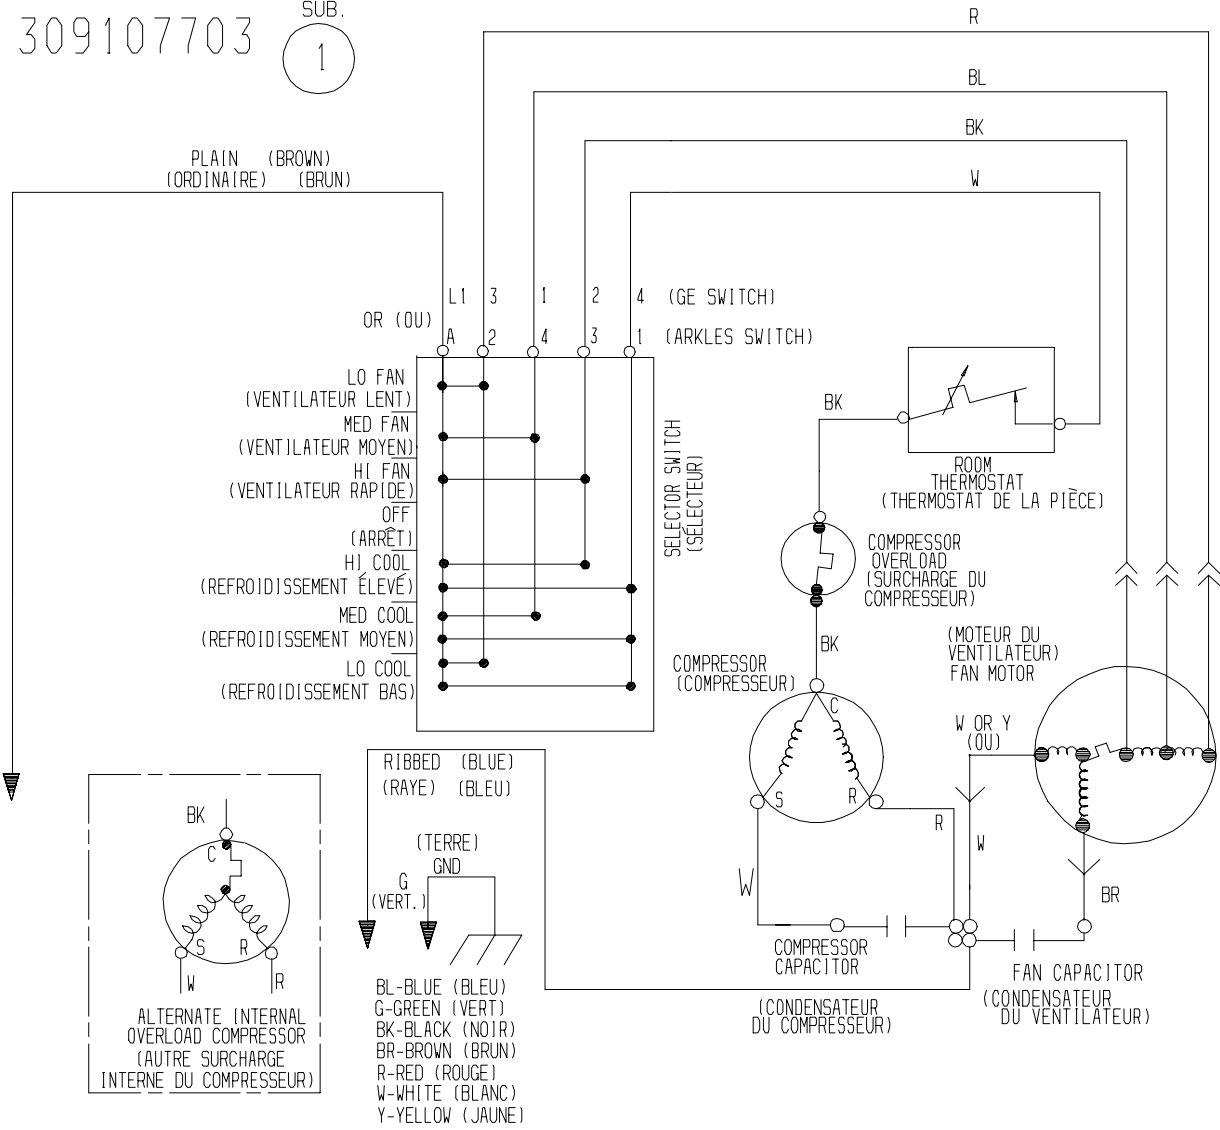 309107703
SUB.
1
R
BL
BK
W
PLAIN (BROWN)
(ORDINAIRE) (BRUN)
L1 3 1 2 4 (GE SWITCH)
OR (OU)
A 2 4 3 1 (ARKLES SWITCH)
LO FAN
(VENTILATEUR LENT)
MED FAN
(VENTILATEUR MOYEN)
HI FAN
(VENTILATEUR RAPIDE)
OFF
(ARRÊT)
HI COOL
(REFROIDISSEMENT ÉLEVÉ)
MED COOL
(REFROIDISSEMENT MOYEN)
LO COOL
(REFROIDISSEMENT BAS)
SELECTOR SWITCH
(SÉLECTEUR)
BK
ROOM
THERMOSTAT
(THERMOSTAT DE LA PIÈCE)
COMPRESSOR
OVERLOAD
(SURCHARGE DU
COMPRESSEUR)
BK
COMPRESSOR
(COMPRESSEUR)
C
S
R
(MOTEUR DU
VENTILATEUR)
FAN MOTOR
W OR Y
(OU)
R
W
W
BR
COMPRESSOR
CAPACITOR
(CONDENSATEUR
DU COMPRESSEUR)
FAN CAPACITOR
(CONDENSATEUR
DU VENTILATEUR)
RIBBED (BLUE)
(RAYE) (BLEU)
(TERRE)
GND
G
(VERT.)
BK
C
S R
W R
ALTERNATE INTERNAL
OVERLOAD COMPRESSOR
(AUTRE SURCHARGE
INTERNE DU COMPRESSEUR)
BL-BLUE (BLEU)
G-GREEN (VERT)
BK-BLACK (NOIR)
BR-BROWN (BRUN)
R-RED (ROUGE)
W-WHITE (BLANC)
Y-YELLOW (JAUNE)